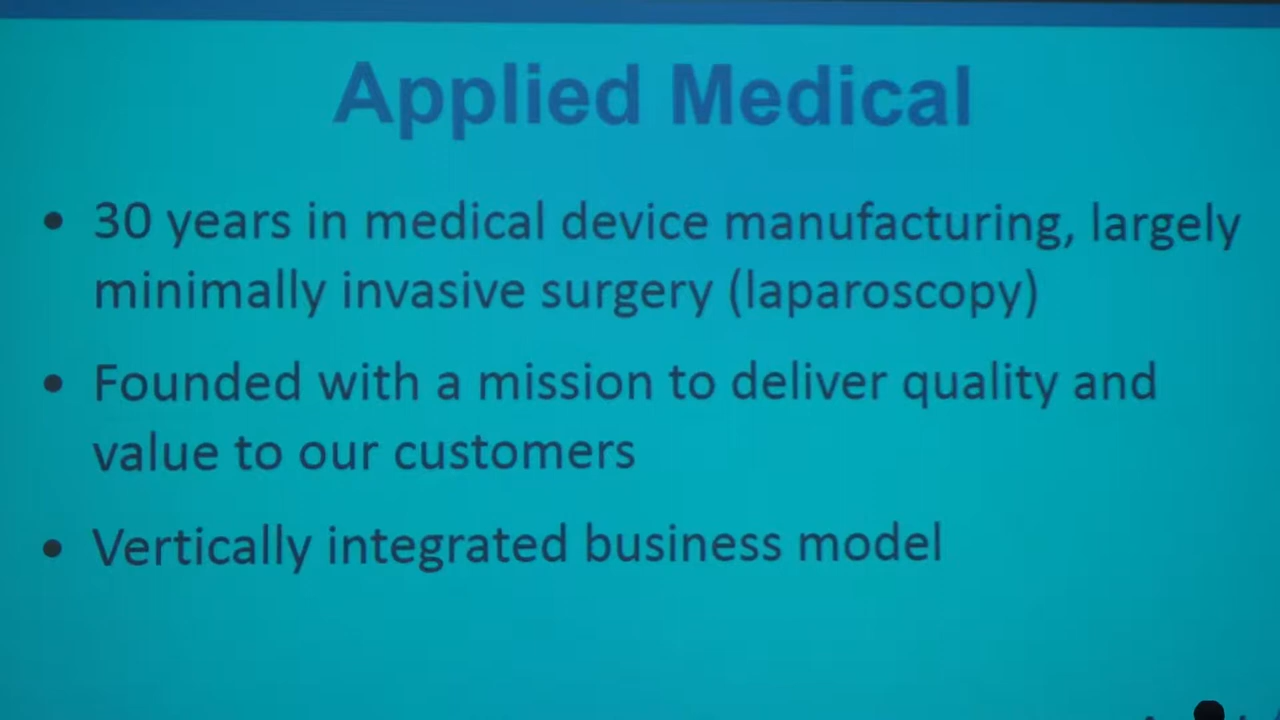 Applied Medical
• 30 years in medical device manufacturing, largely
minimally invasive surgery (laparoscopy)
• Founded with a mission to deliver quality and
value to our customers
• Vertically integrated business model